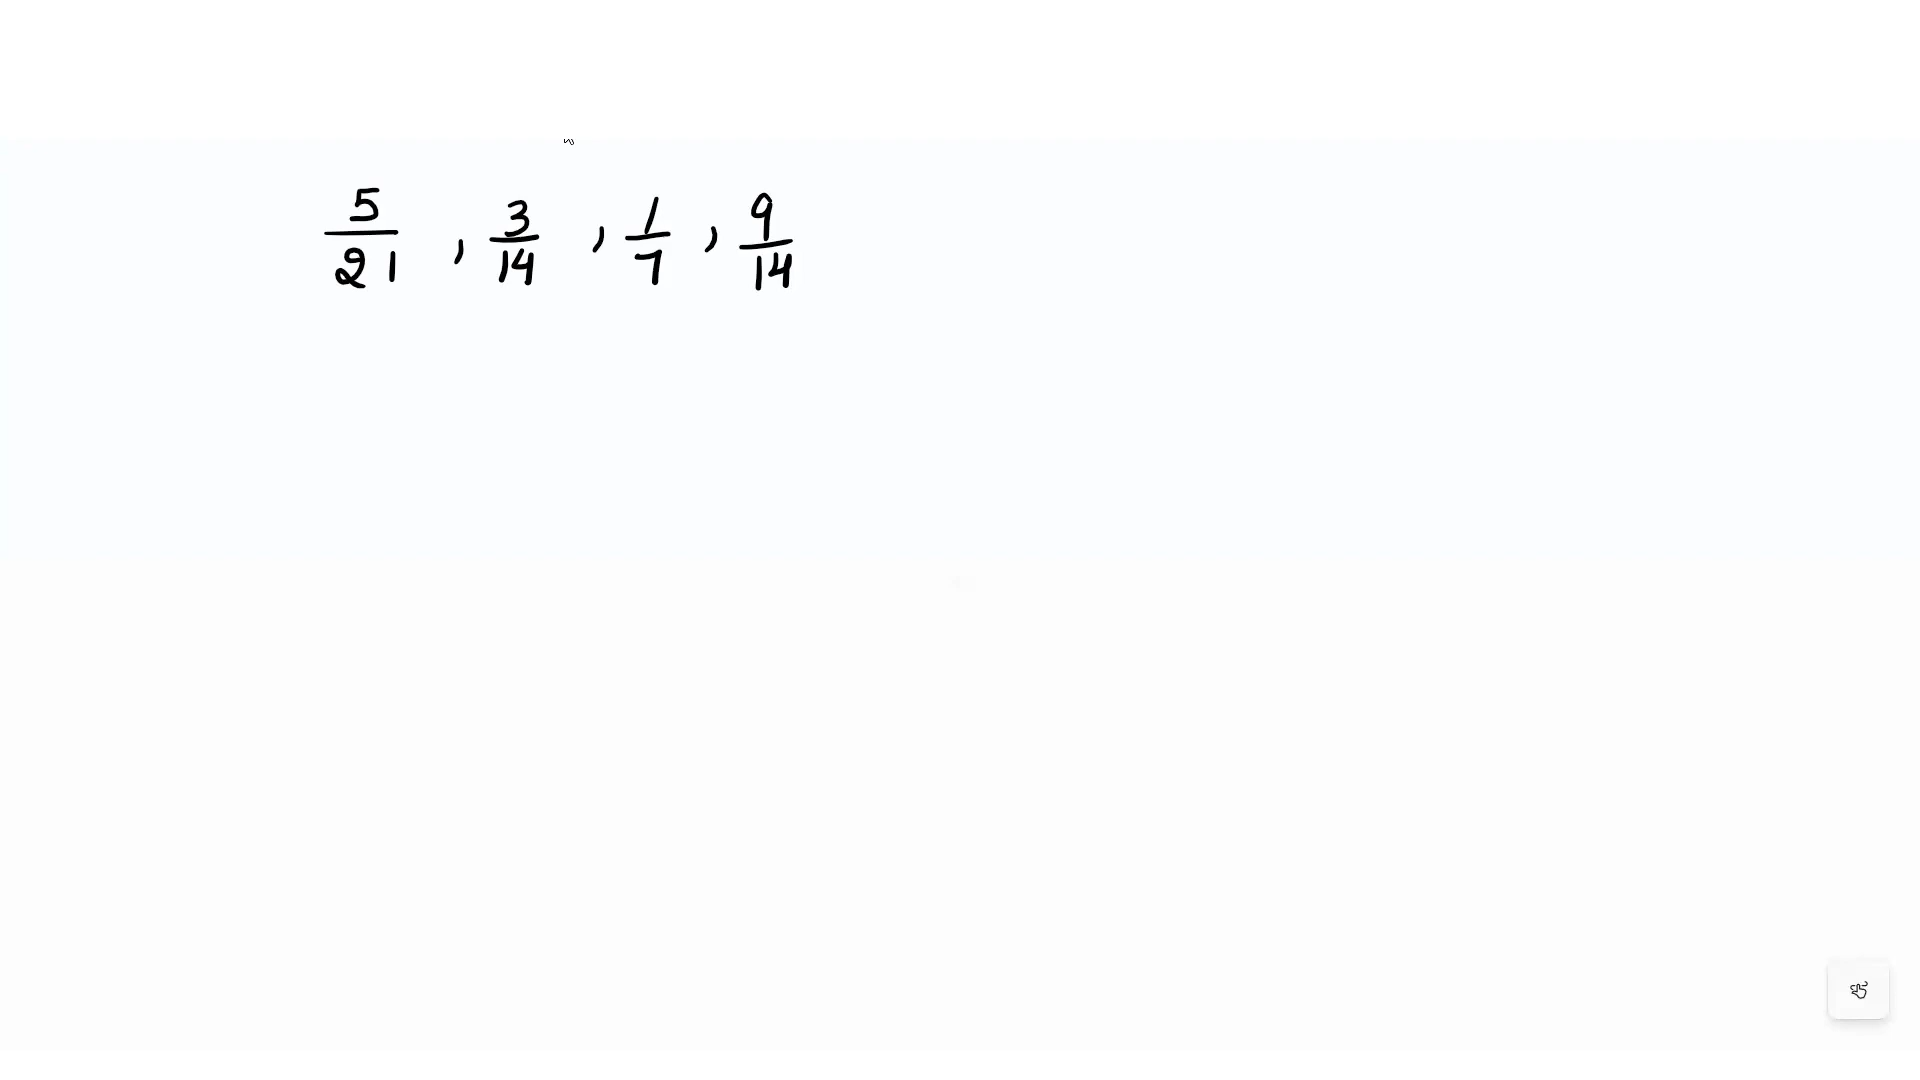 5/21 , 3/14 , 1/7 , 9/14